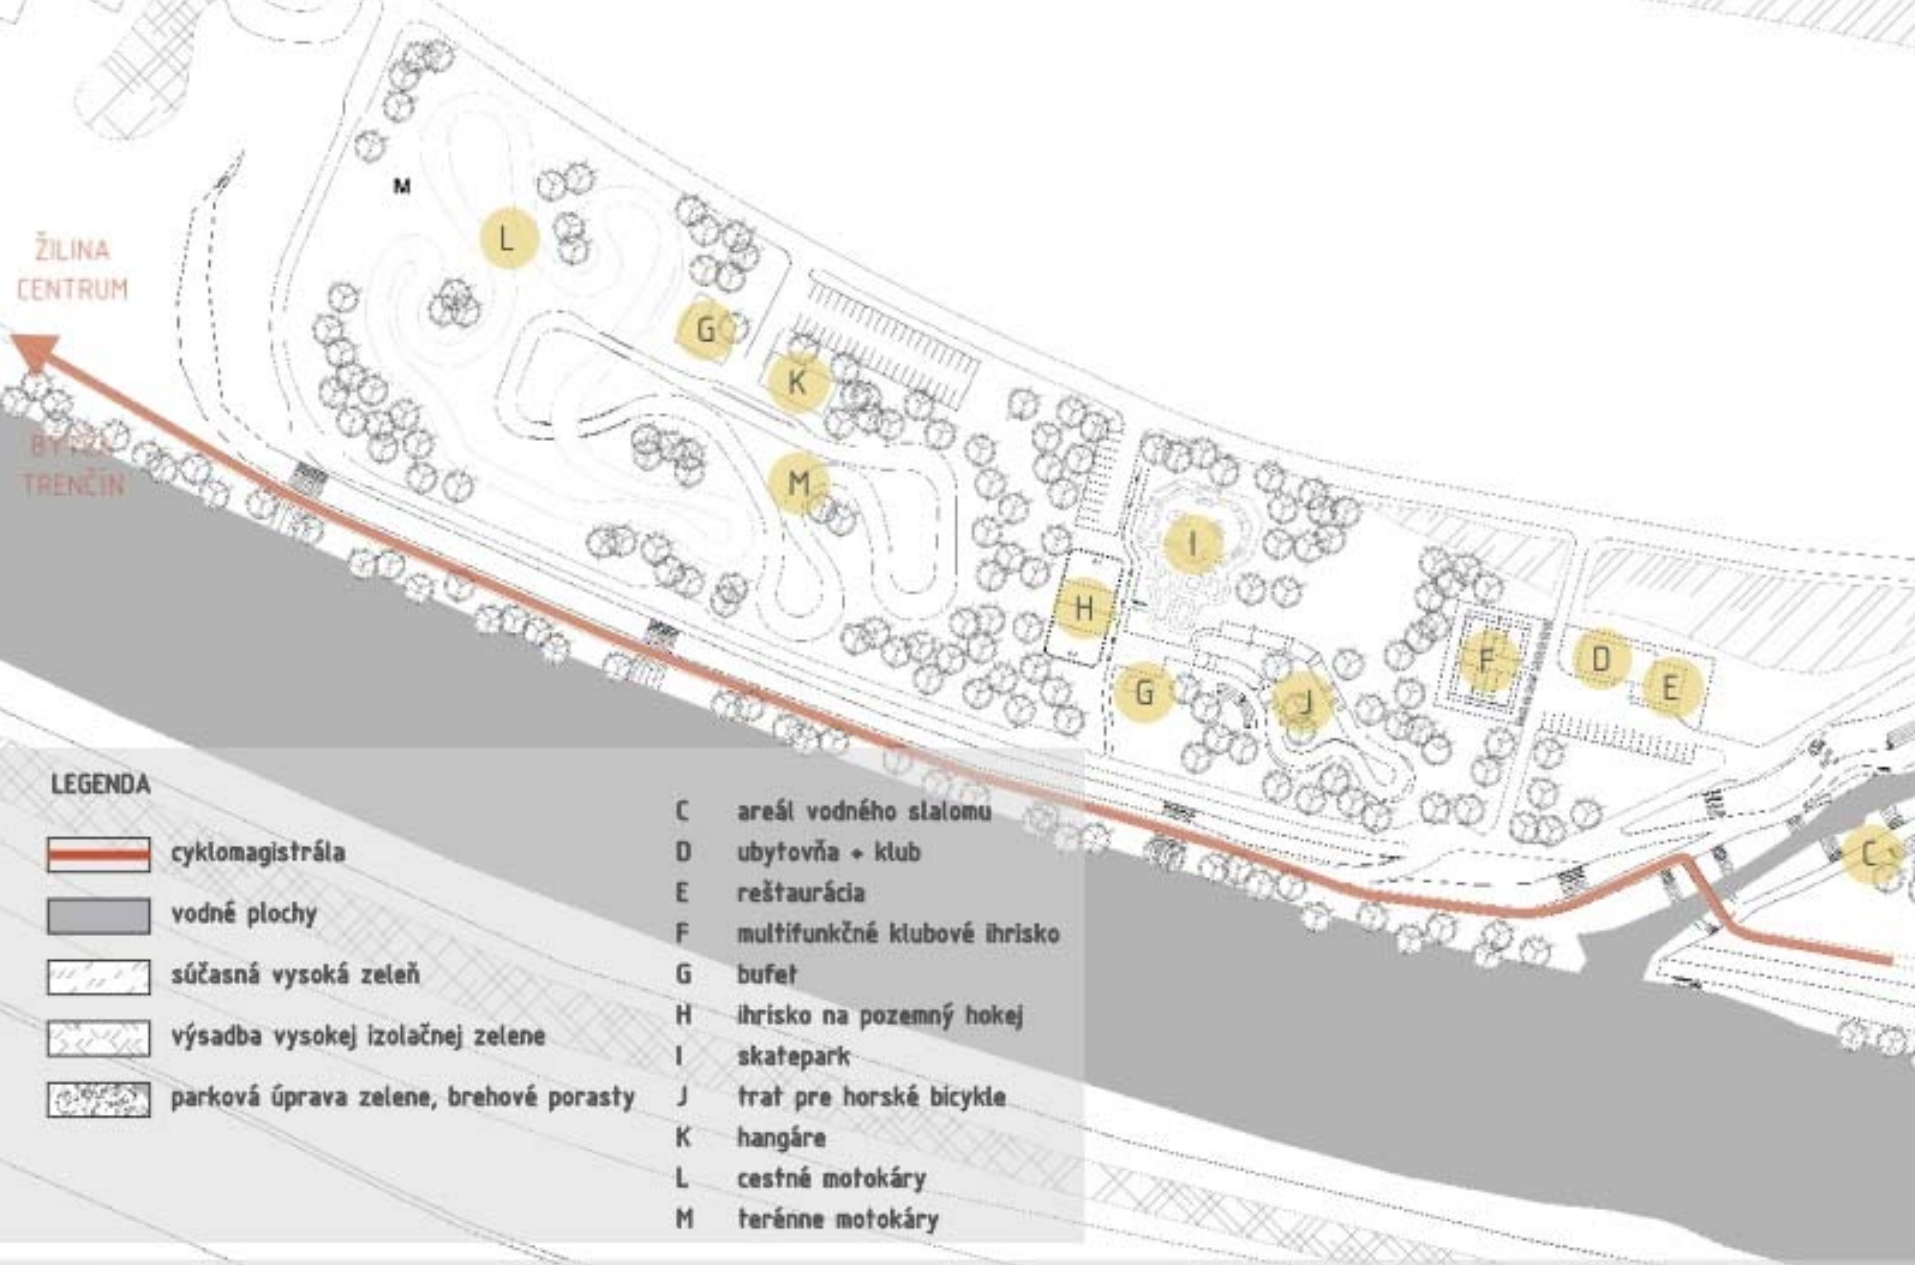 M
L
ŽILINA
CENTRUM
G
K
BYTČA
TRENČÍN
M
I
H
F
D
G
J
E
C
LEGENDA
cyklomagistrála
vodné plochy
súčasná vysoká zeleň
výsadba vysokej izolačnej zelene
parková úprava zelene, brehové porasty
C areál vodného slalomu
D ubytovňa + klub
E reštaurácia
F multifunkčné klubové ihrisko
G bufet
H ihrisko na pozemný hokej
I skatepark
J trat pre horské bicykle
K hangáre
L cestné motokáry
M terénne motokáry